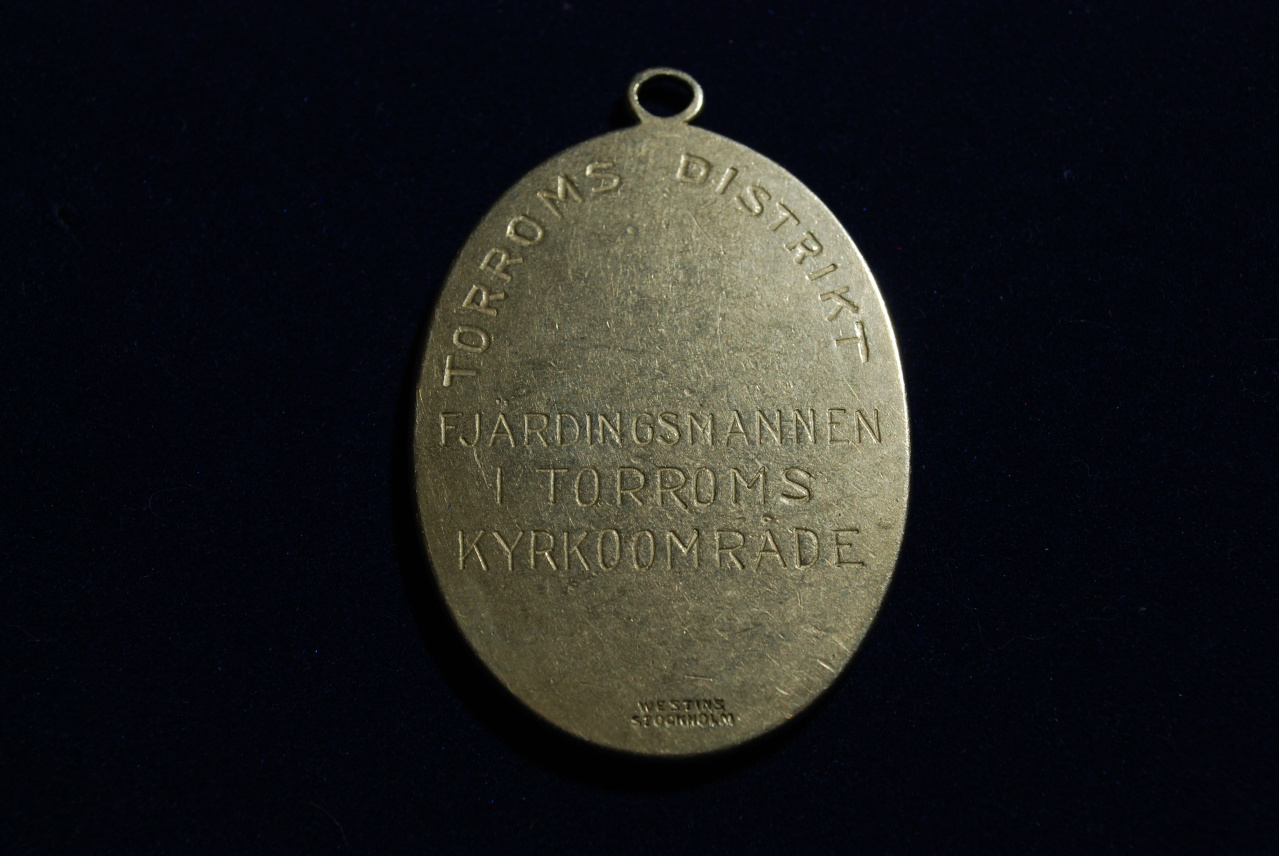 TORROMS DISTRIKT
FJÄRDINGSMANNEN
I TORROMS
KYRKOOMRÅDE
WESTINS
STOCKHOLM